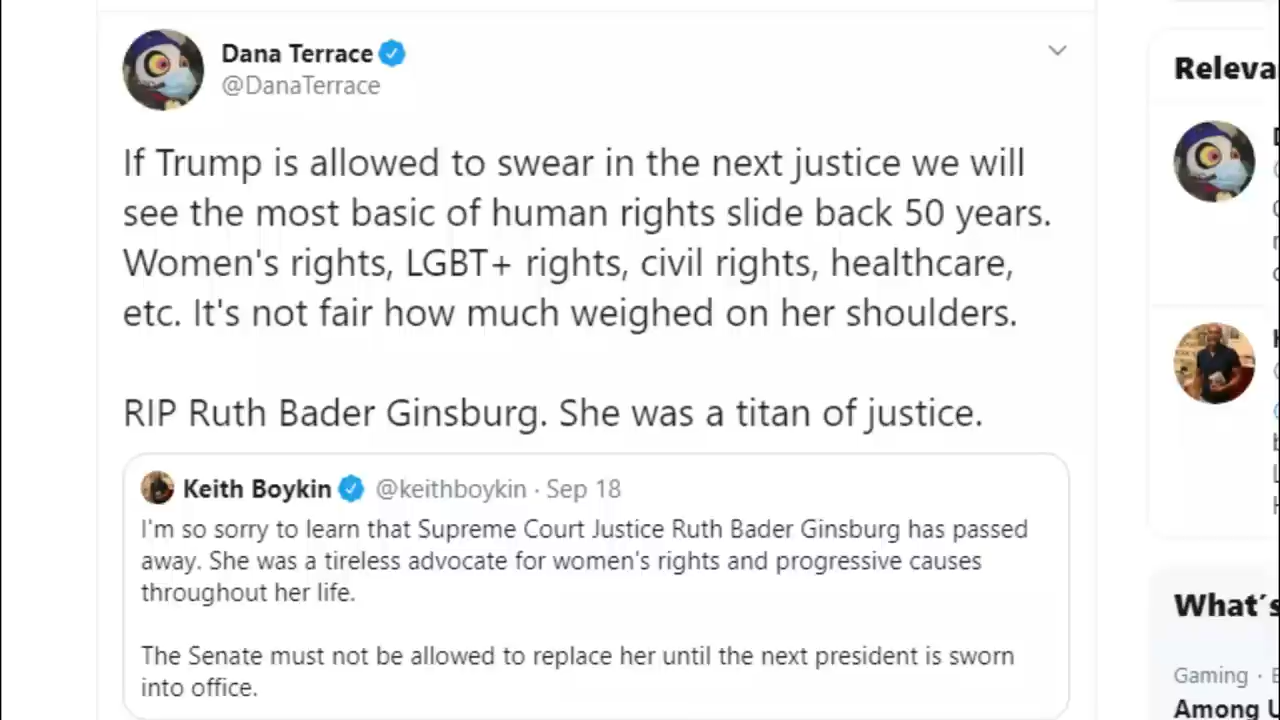 Dana Terrace
@DanaTerrace
If Trump is allowed to swear in the next justice we will
see the most basic of human rights slide back 50 years.
Women's rights, LGBT+ rights, civil rights, healthcare,
etc. It's not fair how much weighed on her shoulders.
RIP Ruth Bader Ginsburg. She was a titan of justice.
Keith Boykin @keithboykin · Sep 18
I'm so sorry to learn that Supreme Court Justice Ruth Bader Ginsburg has passed
away. She was a tireless advocate for women's rights and progressive causes
throughout her life.
The Senate must not be allowed to replace her until the next president is sworn
into office.
Releva
What's
Gaming ·
Among U